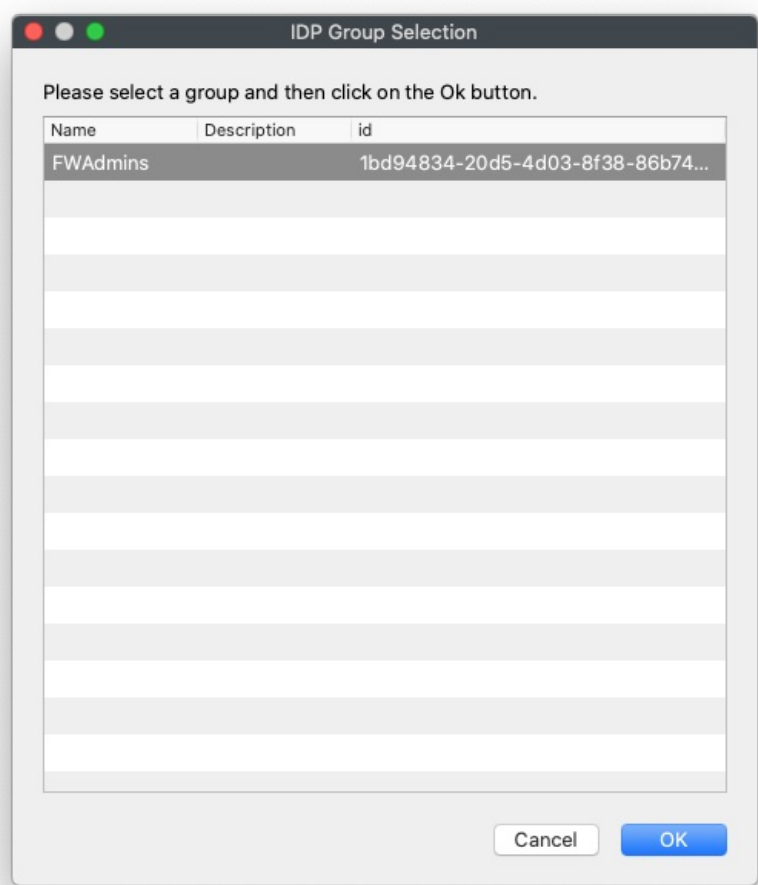 IDP Group Selection
Please select a group and then click on the Ok button.
Name Description id
FWAdmins 1bd94834-20d5-4d03-8f38-86b74...
Cancel OK